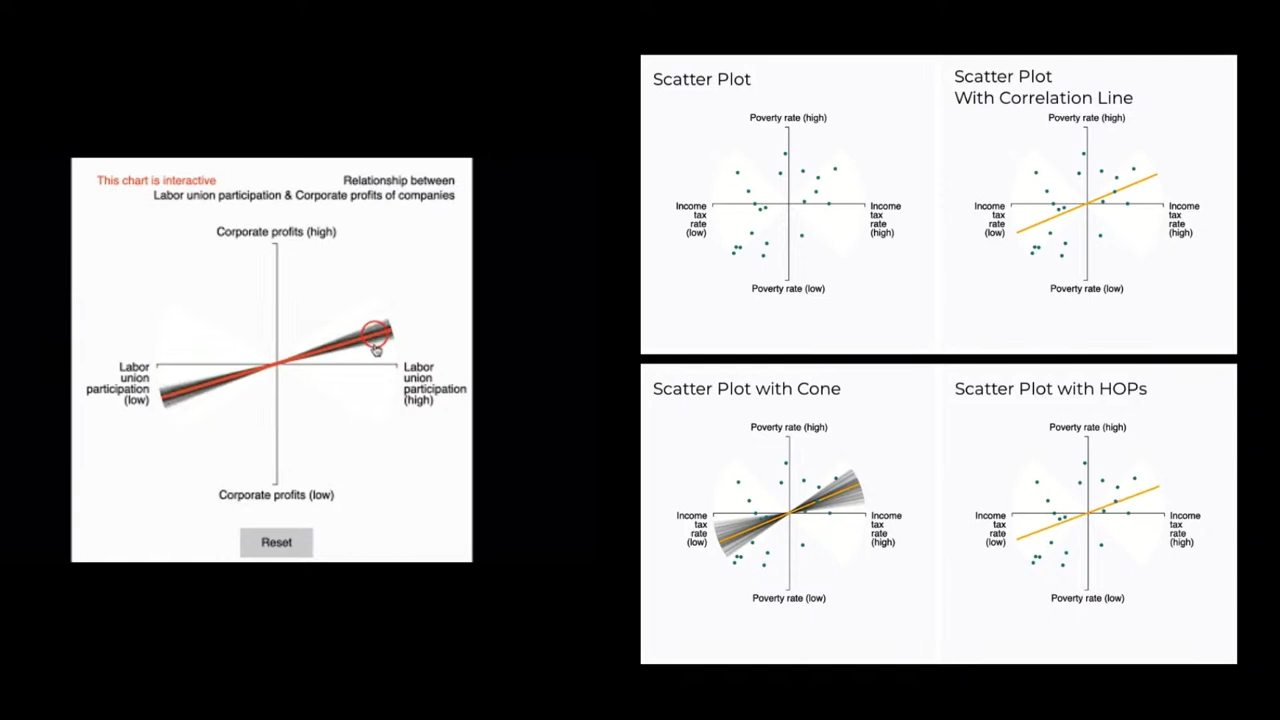 This chart is interactive
Relationship between
Labor union participation & Corporate profits of companies
Corporate profits (high)
Labor
union
participation
(low)
Labor
union
participation
(high)
Corporate profits (low)
Reset
Scatter Plot
Poverty rate (high)
Income
tax
rate
(low)
Income
tax
rate
(high)
Poverty rate (low)
Scatter Plot
With Correlation Line
Poverty rate (high)
Income
tax
rate
(low)
Income
tax
rate
(high)
Poverty rate (low)
Scatter Plot with Cone
Poverty rate (high)
Income
tax
rate
(low)
Income
tax
rate
(high)
Poverty rate (low)
Scatter Plot with HOPs
Poverty rate (high)
Income
tax
rate
(low)
Income
tax
rate
(high)
Poverty rate (low)